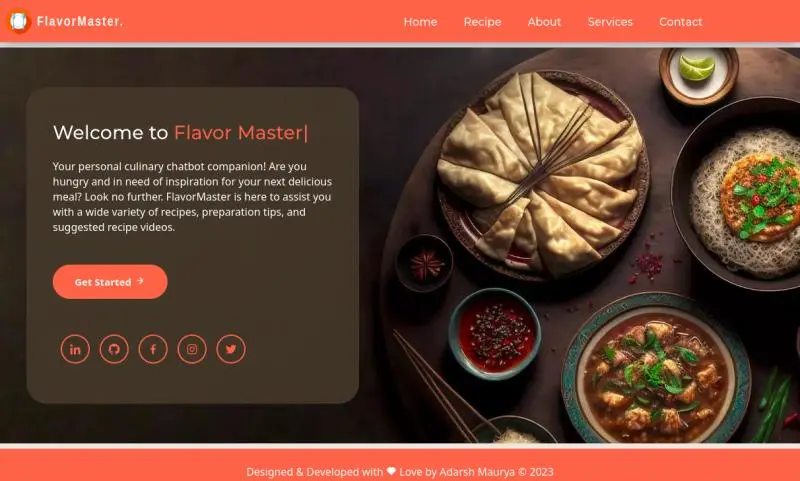 FlavorMaster.
Home Recipe About Services Contact
Welcome to Flavor Master|
Your personal culinary chatbot companion! Are you
hungry and in need of inspiration for your next delicious
meal? Look no further. FlavorMaster is here to assist you
with a wide variety of recipes, preparation tips, and
suggested recipe videos.
Get Started →
Designed & Developed with ❤ Love by Adarsh Maurya © 2023